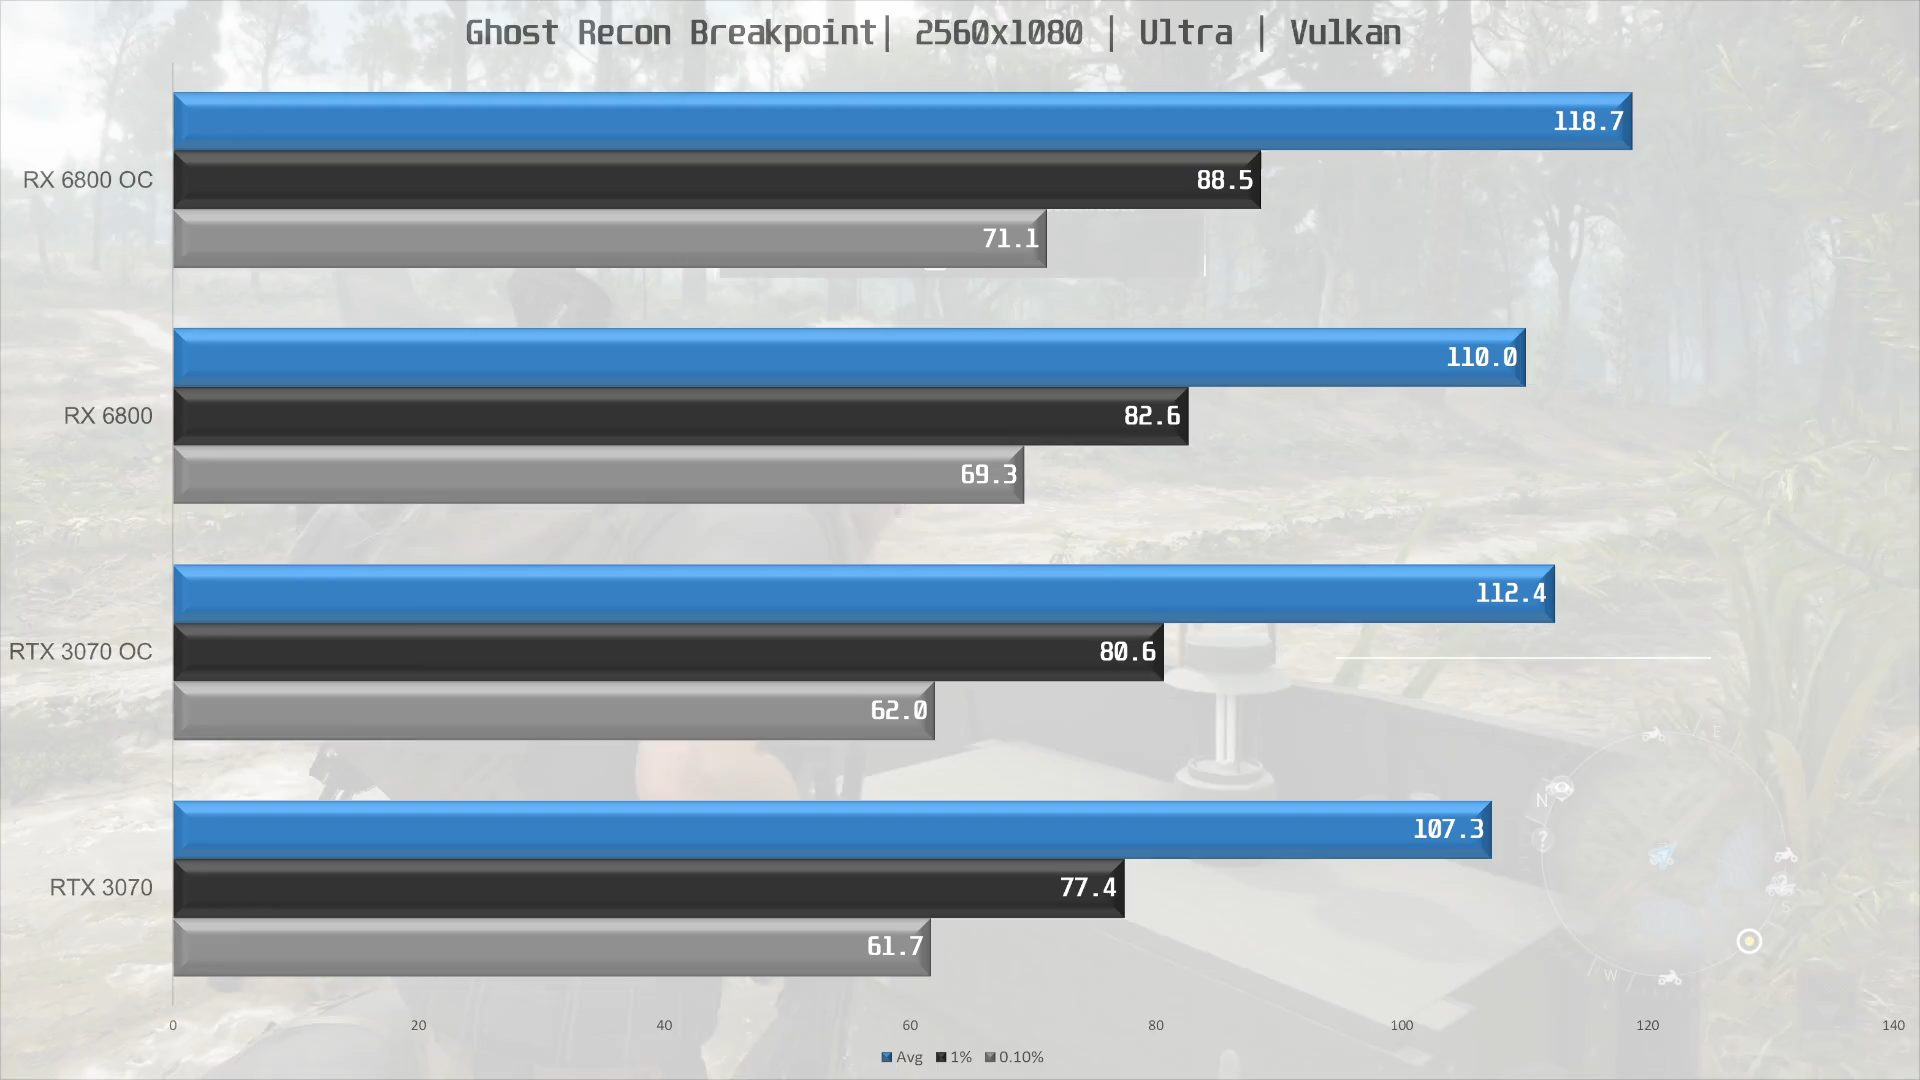 Ghost Recon Breakpoint| 2560x1080 | Ultra | Vulkan
118.7
RX 6800 OC
88.5
71.1
110.0
RX 6800
82.6
69.3
112.4
RTX 3070 OC
80.6
62.0
107.3
RTX 3070
77.4
61.7
E
N
?
S
W
0 20 40 60 80 100 120 140
Avg 1% 0.10%